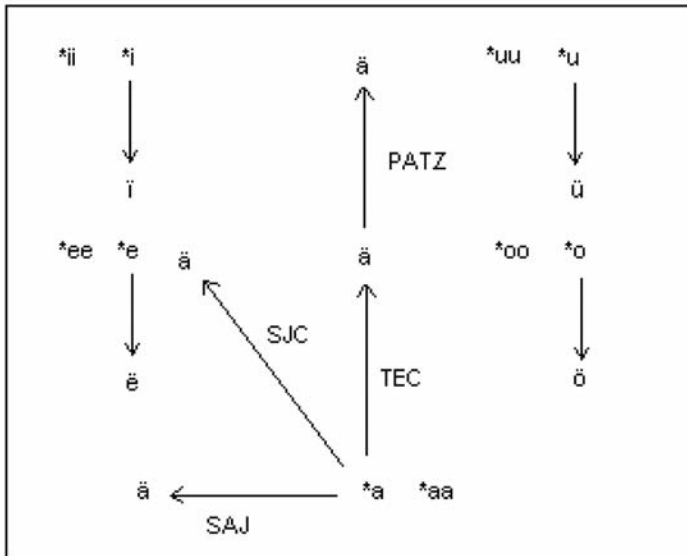 *ii *i ä *uu *u
PATZ
ï ü
*ee *e ä ä *oo *o
SJC
TEC
ë ö
ä *a *aa
SAJ